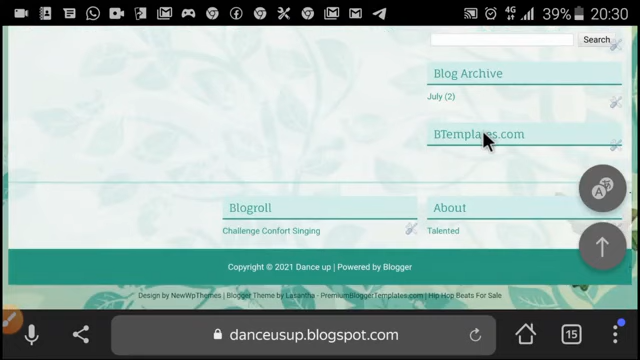 4G 39% 20:30
Search
Blog Archive
July (2)
BTemplates.com
Blogroll
About
Challenge Confort Singing
Talented
Copyright © 2021 Dance up | Powered by Blogger
Design by NewWpThemes | Blogger Theme by Lasantha - PremiumBloggerTemplates.com | Hip Hop Beats For Sale
danceusup.blogspot.com
15